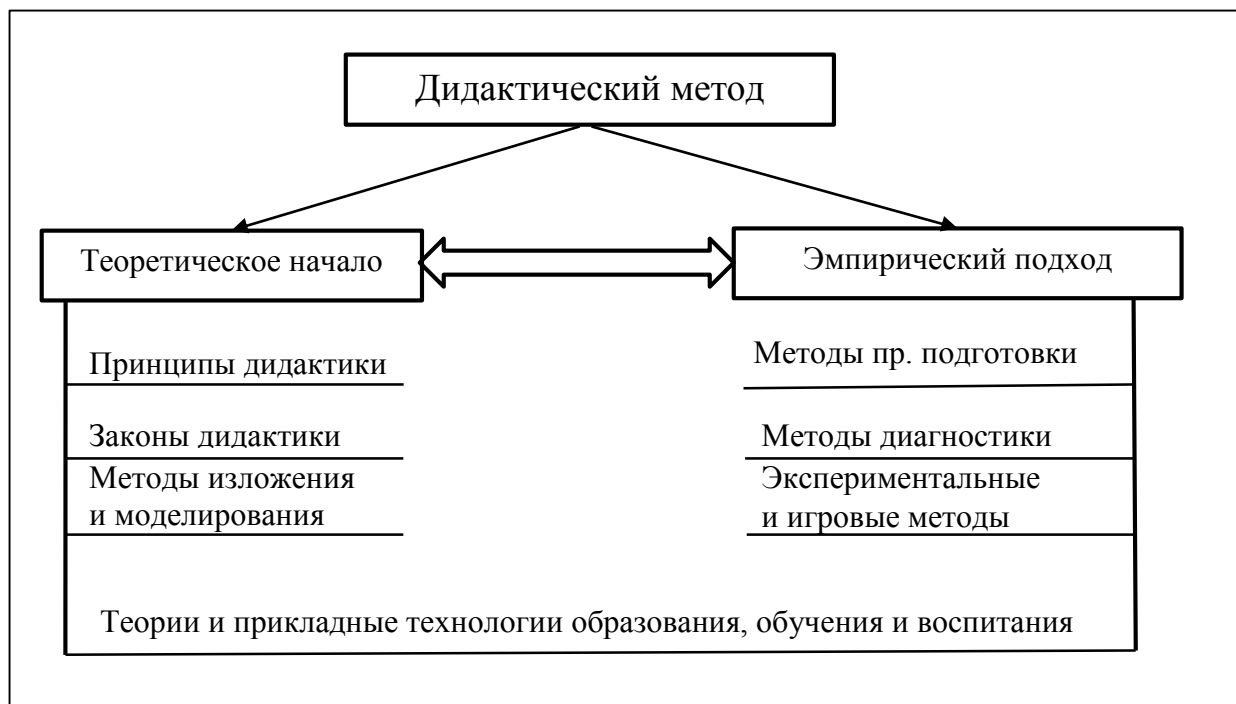 Дидактический метод
Теоретическое начало
Эмпирический подход
Принципы дидактики
Методы пр. подготовки
Законы дидактики
Методы диагностики
Методы изложения
и моделирования
Экспериментальные
и игровые методы
Теории и прикладные технологии образования, обучения и воспитания